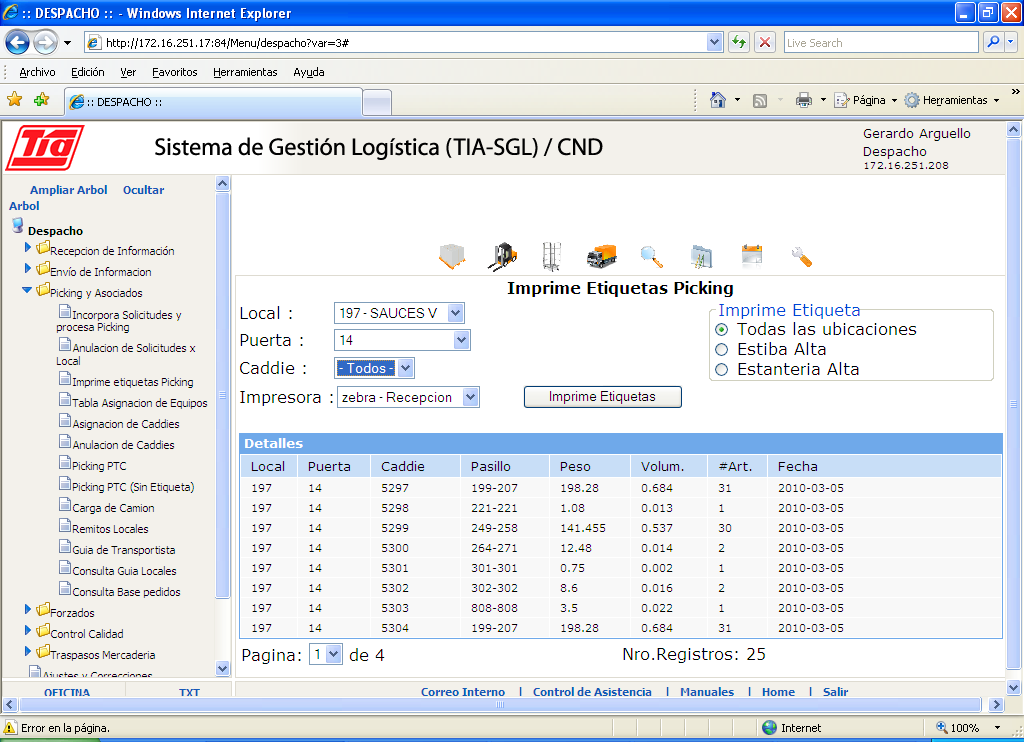 :: DESPACHO :: - Windows Internet Explorer
http://172.16.251.17:84/Menu/despacho?var=3#
Live Search
Archivo Edición Ver Favoritos Herramientas Ayuda
:: DESPACHO ::
Página Herramientas »
Tia
Sistema de Gestión Logística (TIA-SGL) / CND
Gerardo Arguello
Despacho
172.16.251.208
Ampliar Arbol Ocultar
Arbol
Despacho
Recepcion de Información
Envío de Informacion
Picking y Asociados
Incorpora Solicitudes y
procesa Picking
Anulacion de Solicitudes x
Local
Imprime etiquetas Picking
Tabla Asignacion de Equipos
Asignacion de Caddies
Anulacion de Caddies
Picking PTC
Picking PTC (Sin Etiqueta)
Carga de Camion
Remitos Locales
Guia de Transportista
Consulta Guia Locales
Consulta Base pedidos
Forzados
Control Calidad
Traspasos Mercaderia
Ajustes y Correcciones
OFICINA TXT
Imprime Etiquetas Picking
Local : 197 - SAUCES V
Puerta : 14
Caddie : - Todos -
Impresora : zebra - Recepcion
Imprime Etiquetas
Imprime Etiqueta
Todas las ubicaciones
Estiba Alta
Estanteria Alta
Detalles
Local Puerta Caddie Pasillo Peso Volum. #Art. Fecha
197 14 5297 199-207 198.28 0.684 31 2010-03-05
197 14 5298 221-221 1.08 0.013 1 2010-03-05
197 14 5299 249-258 141.455 0.537 30 2010-03-05
197 14 5300 264-271 12.48 0.014 2 2010-03-05
197 14 5301 301-301 0.75 0.002 1 2010-03-05
197 14 5302 302-302 8.6 0.016 2 2010-03-05
197 14 5303 808-808 3.5 0.022 1 2010-03-05
197 14 5304 199-207 198.28 0.684 31 2010-03-05
Pagina: 1 de 4 Nro.Registros: 25
Correo Interno | Control de Asistencia | Manuales | Home | Salir
Error en la página. Internet 100%